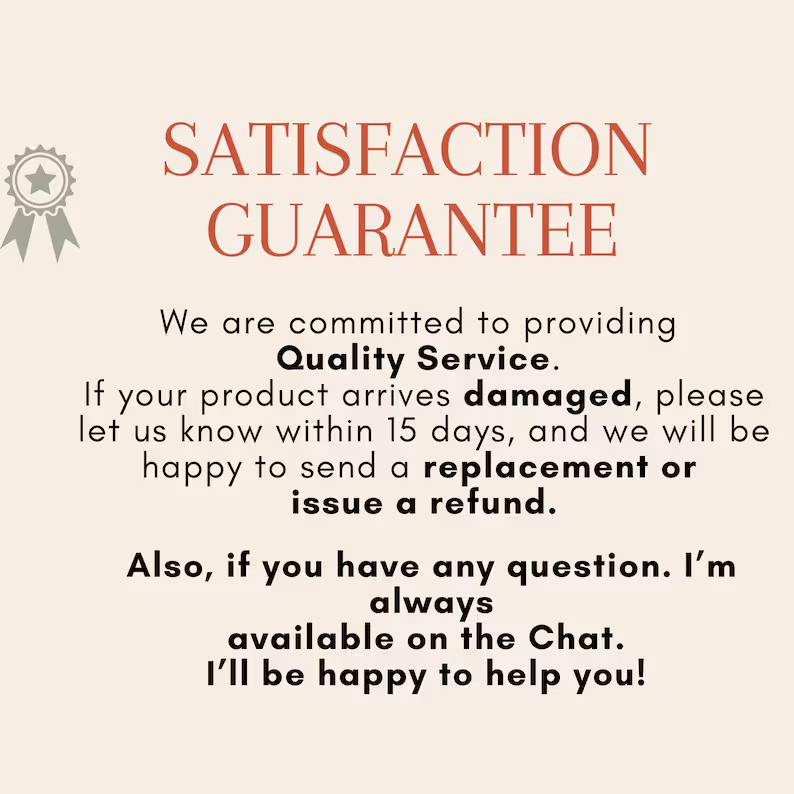 SATISFACTION
GUARANTEE
We are committed to providing
Quality Service.
If your product arrives damaged, please
let us know within 15 days, and we will be
happy to send a replacement or
issue a refund.
Also, if you have any question. I’m
always
available on the Chat.
I’ll be happy to help you!